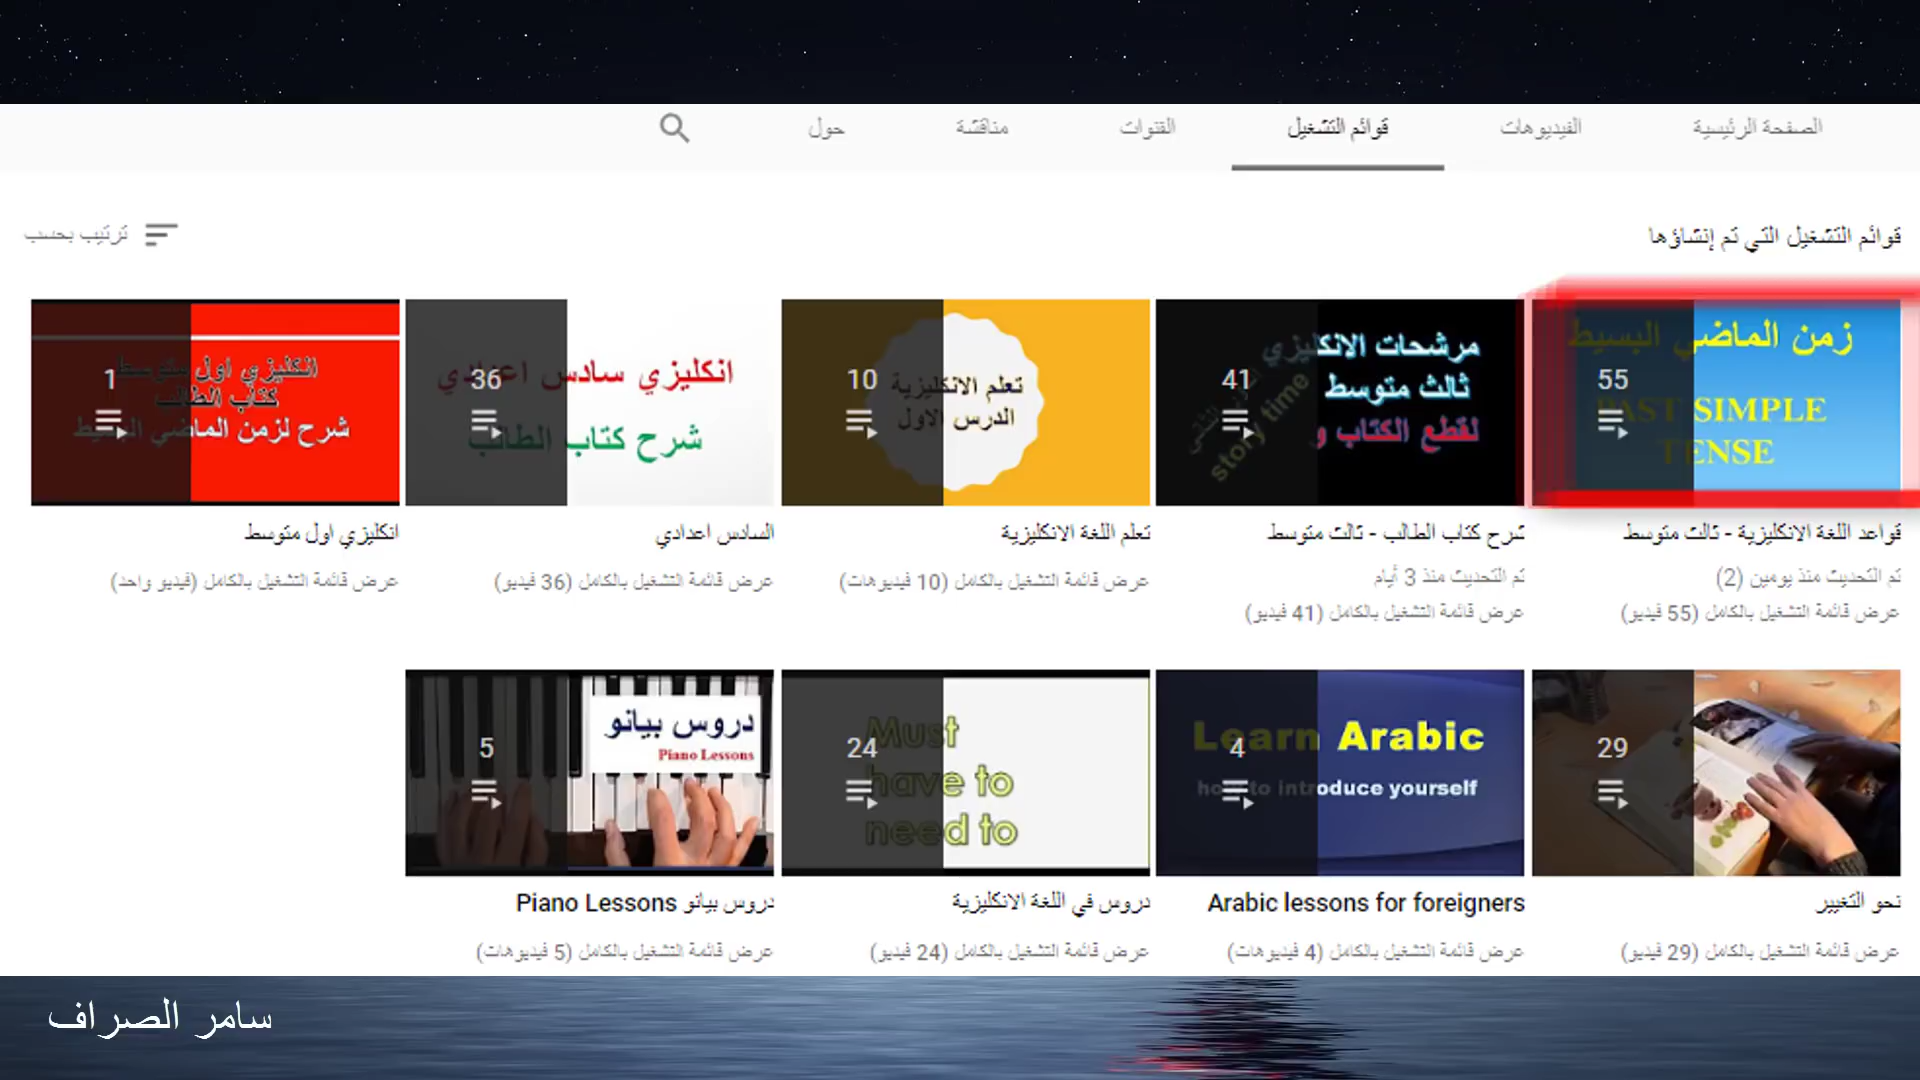 الصفحة الرئيسية
الفيديوهات
قوائم التشغيل
القنوات
مناقشة
حول
قوائم التشغيل التي تم إنشاؤها
ترتيب بحسب
زمن الماضي البسيط
PAST SIMPLE
TENSE
55
قواعد اللغة الانكليزية - ثالث متوسط
تم التحديث منذ يومين (2)
عرض قائمة التشغيل بالكامل (55 فيديو)
مرشحات الانكليزي
ثالث متوسط
لقطع الكتاب و
story time
41
شرح كتاب الطالب - ثالث متوسط
تم التحديث منذ 3 أيام
عرض قائمة التشغيل بالكامل (41 فيديو)
تعلم الانكليزية
الدرس الاول
10
تعلم اللغة الانكليزية
عرض قائمة التشغيل بالكامل (10 فيديوهات)
انكليزي سادس اعدادي
شرح كتاب الطالب
36
السادس اعدادي
عرض قائمة التشغيل بالكامل (36 فيديو)
انكليزي اول متوسط
كتاب الطالب
شرح لزمن الماضي البسيط
1
انكليزي اول متوسط
عرض قائمة التشغيل بالكامل (فيديو واحد)
29
نحو التغيير
عرض قائمة التشغيل بالكامل (29 فيديو)
Learn Arabic
how to introduce yourself
4
Arabic lessons for foreigners
عرض قائمة التشغيل بالكامل (4 فيديوهات)
Must
have to
need to
24
دروس في اللغة الانكليزية
عرض قائمة التشغيل بالكامل (24 فيديو)
دروس بيانو
Piano Lessons
5
دروس بيانو Piano Lessons
عرض قائمة التشغيل بالكامل (5 فيديوهات)
سامر الصراف